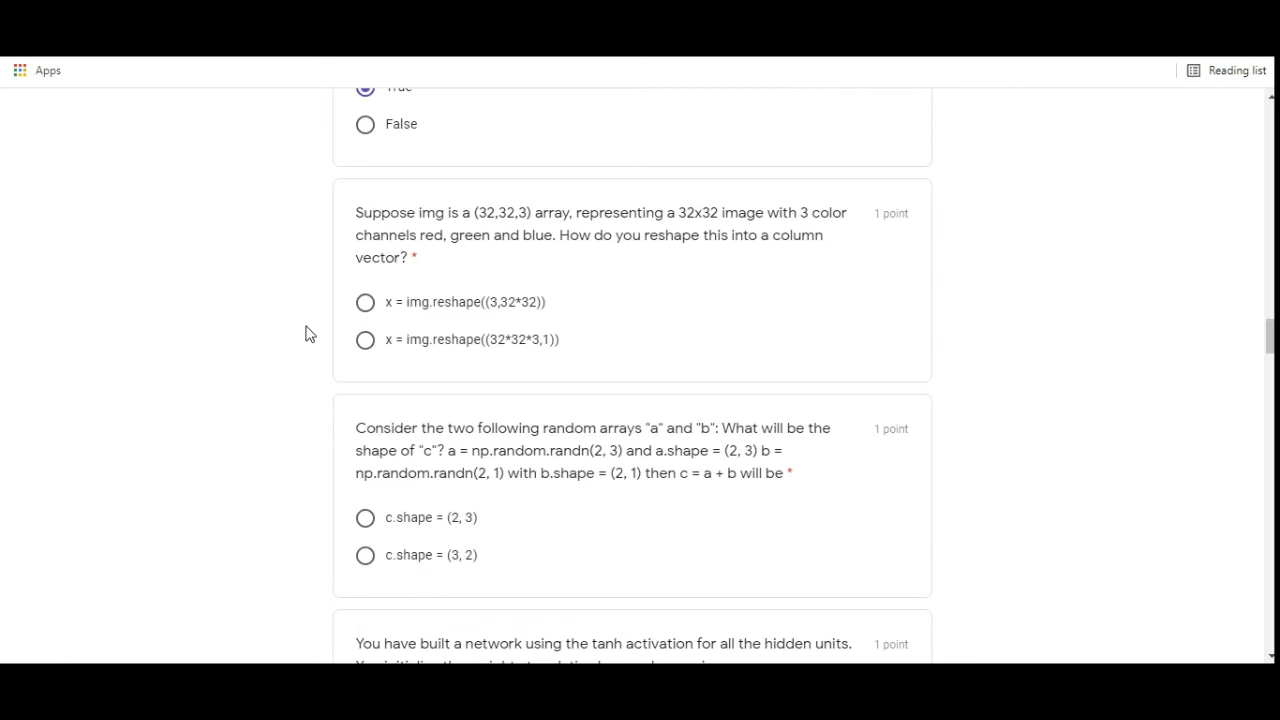 Apps
Reading list
True
False
Suppose img is a (32,32,3) array, representing a 32x32 image with 3 color
1 point
channels red, green and blue. How do you reshape this into a column
vector? *
x = img.reshape((3,32*32))
x = img.reshape((32*32*3,1))
Consider the two following random arrays "a" and "b": What will be the
1 point
shape of "c"? a = np.random.randn(2, 3) and a.shape = (2, 3) b =
np.random.randn(2, 1) with b.shape = (2, 1) then c = a + b will be *
c.shape = (2, 3)
c.shape = (3, 2)
You have built a network using the tanh activation for all the hidden units.
1 point